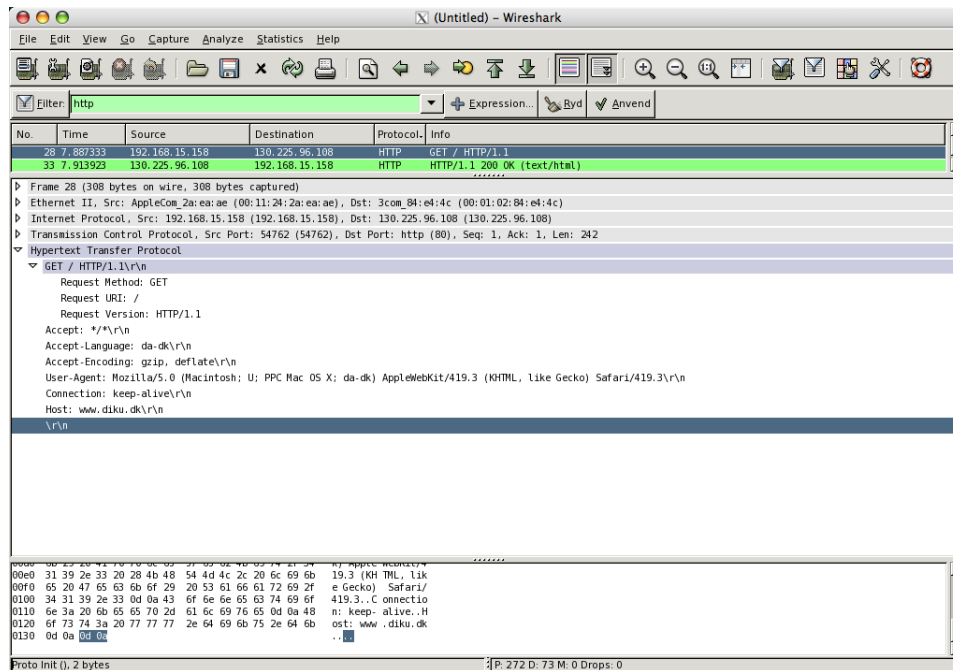 (Untitled) – Wireshark
File Edit View Go Capture Analyze Statistics Help
Filter: http Expression... Ryd Anvend
No. Time Source Destination Protocol Info
28 7.887333 192.168.15.158 130.225.96.108 HTTP GET / HTTP/1.1
33 7.913923 130.225.96.108 192.168.15.158 HTTP HTTP/1.1 200 OK (text/html)
Frame 28 (308 bytes on wire, 308 bytes captured)
Ethernet II, Src: AppleCom_2a:ea:ae (00:11:24:2a:ea:ae), Dst: 3com_84:e4:4c (00:01:02:84:e4:4c)
Internet Protocol, Src: 192.168.15.158 (192.168.15.158), Dst: 130.225.96.108 (130.225.96.108)
Transmission Control Protocol, Src Port: 54762 (54762), Dst Port: http (80), Seq: 1, Ack: 1, Len: 242
Hypertext Transfer Protocol
GET / HTTP/1.1\r\n
Request Method: GET
Request URI: /
Request Version: HTTP/1.1
Accept: */*\r\n
Accept-Language: da-dk\r\n
Accept-Encoding: gzip, deflate\r\n
User-Agent: Mozilla/5.0 (Macintosh; U; PPC Mac OS X; da-dk) AppleWebKit/419.3 (KHTML, like Gecko) Safari/419.3\r\n
Connection: keep-alive\r\n
Host: www.diku.dk\r\n
\r\n
00e0 31 39 2e 33 20 28 4b 48 54 4d 4c 2c 20 6c 69 6b 19.3 (KH TML, lik
00f0 65 20 47 65 63 6b 6f 29 20 53 61 66 61 72 69 2f e Gecko) Safari/
0100 34 31 39 2e 33 0d 0a 43 6f 6e 6e 65 63 74 69 6f 419.3..C onnectio
0110 6e 3a 20 6b 65 65 70 2d 61 6c 69 76 65 0d 0a 48 n: keep- alive..H
0120 6f 73 74 3a 20 77 77 77 2e 64 69 6b 75 2e 64 6b ost: www .diku.dk
0130 0d 0a 0d 0a ....
Proto Init (), 2 bytes P: 272 D: 73 M: 0 Drops: 0